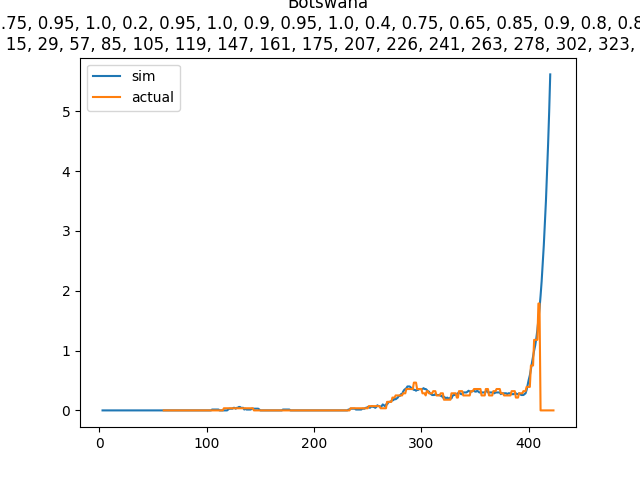 Botswana
.75, 0.95, 1.0, 0.2, 0.95, 1.0, 0.9, 0.95, 1.0, 0.4, 0.75, 0.65, 0.85, 0.9, 0.8, 0.8
15, 29, 57, 85, 105, 119, 147, 161, 175, 207, 226, 241, 263, 278, 302, 323,
sim
actual
5
4
3
2
1
0
0 100 200 300 400